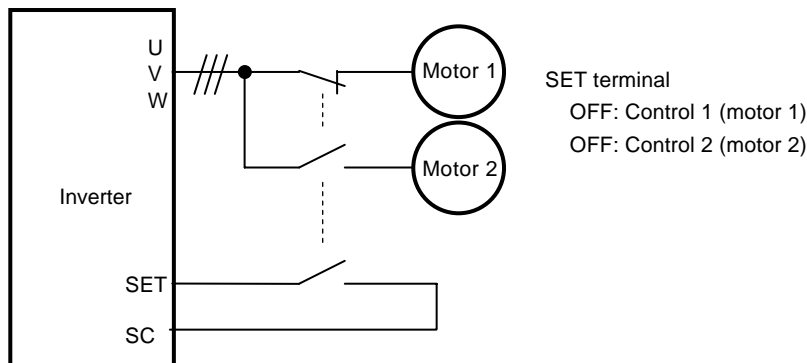 U
V
W
Motor 1
SET terminal
OFF: Control 1 (motor 1)
OFF: Control 2 (motor 2)
Motor 2
Inverter
SET
SC